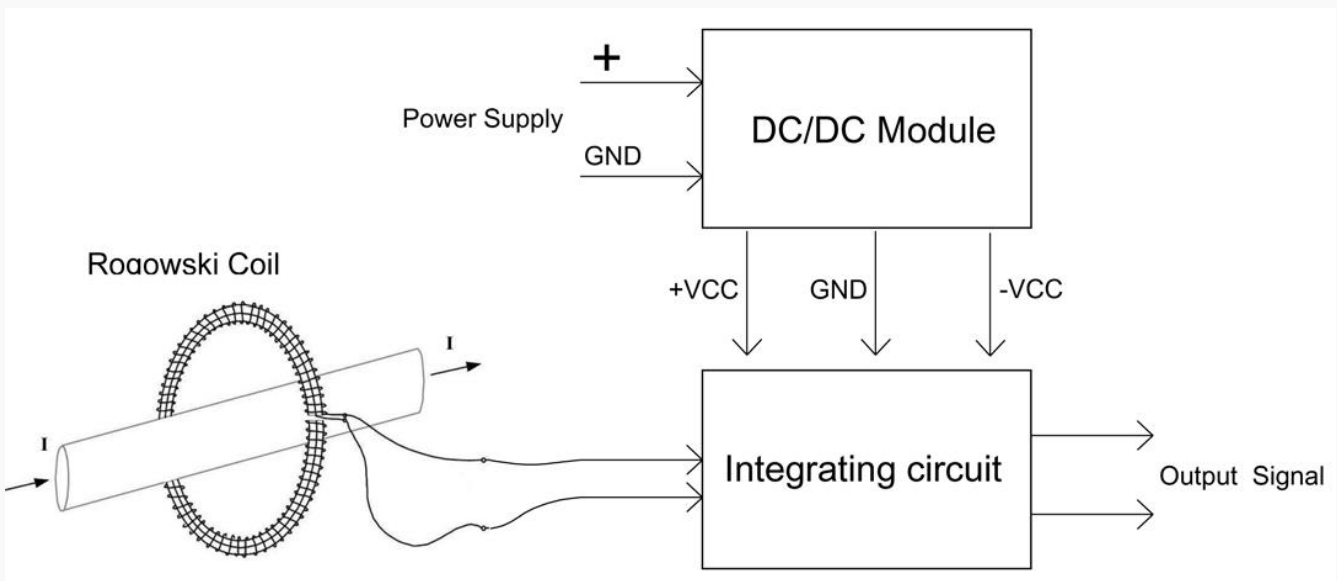 +
Power Supply
GND
DC/DC Module
Rogowski Coil
+VCC
GND
-VCC
I
I
Integrating circuit
Output Signal